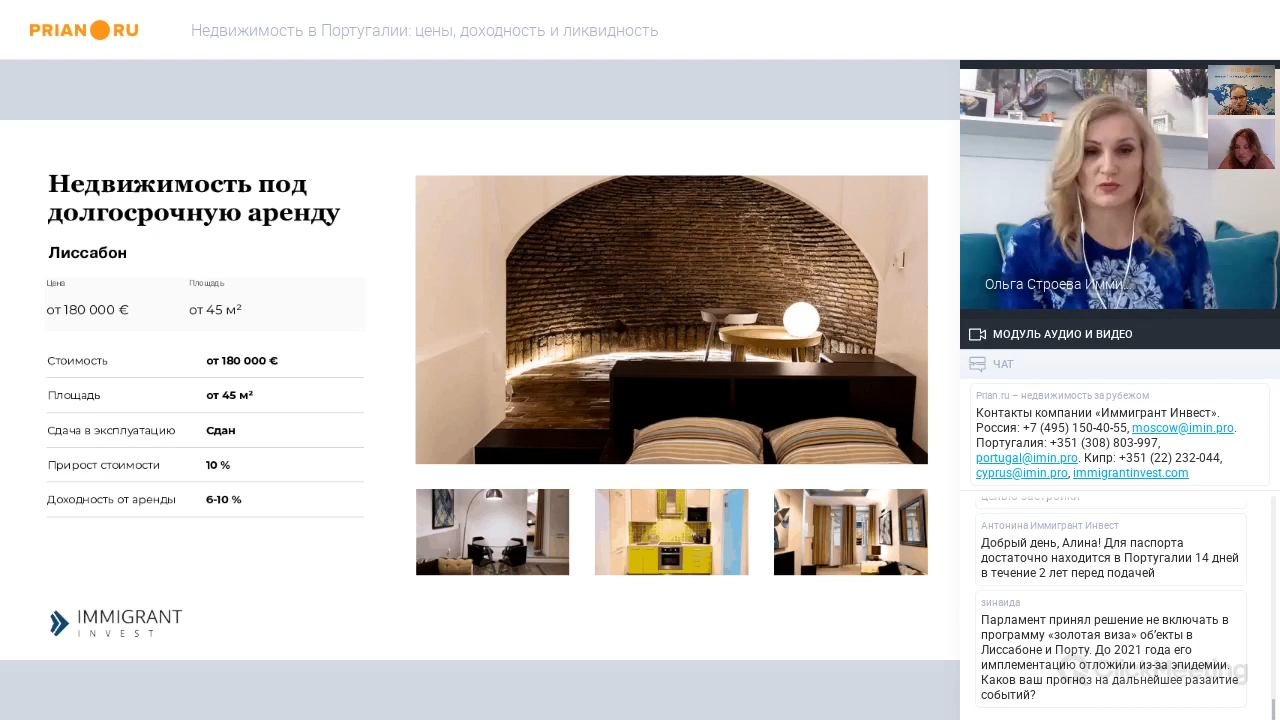 PRIAN RU
Недвижимость в Португалии: цены, доходность и ликвидность
Недвижимость под
долгосрочную аренду
Лиссабон
Цена Площадь
от 180 000 € от 45 м²
Стоимость от 180 000 €
Площадь от 45 м²
Сдача в эксплуатацию Сдан
Прирост стоимости 10 %
Доходность от аренды 6-10 %
IMMIGRANT
INVEST
Ольга Строева Имми...
МОДУЛЬ АУДИО И ВИДЕО
ЧАТ
Prian.ru – недвижимость за рубежом
Контакты компании «Иммигрант Инвест».
Россия: +7 (495) 150-40-55, moscow@imin.pro.
Португалия: +351 (308) 803-997,
portugal@imin.pro. Кипр: +351 (22) 232-044,
cyprus@imin.pro, immigrantinvest.com
целью застройки
Антонина Иммигрант Инвест
Добрый день, Алина! Для паспорта
достаточно находится в Португалии 14 дней
в течение 2 лет перед подачей
зинаида
Парламент принял решение не включать в
программу «золотая виза» об’екты в
Лиссабоне и Порту. До 2021 года его
имплементацию отложили из-за эпидемии.
Каков ваш прогноз на дальнейшее развитие
событий?
ClickMeeting